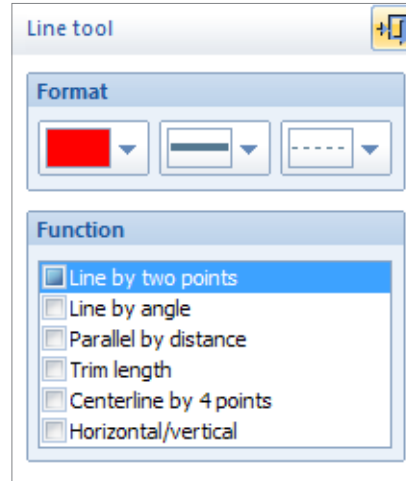 Line tool
Format
Function
Line by two points
Line by angle
Parallel by distance
Trim length
Centerline by 4 points
Horizontal/vertical